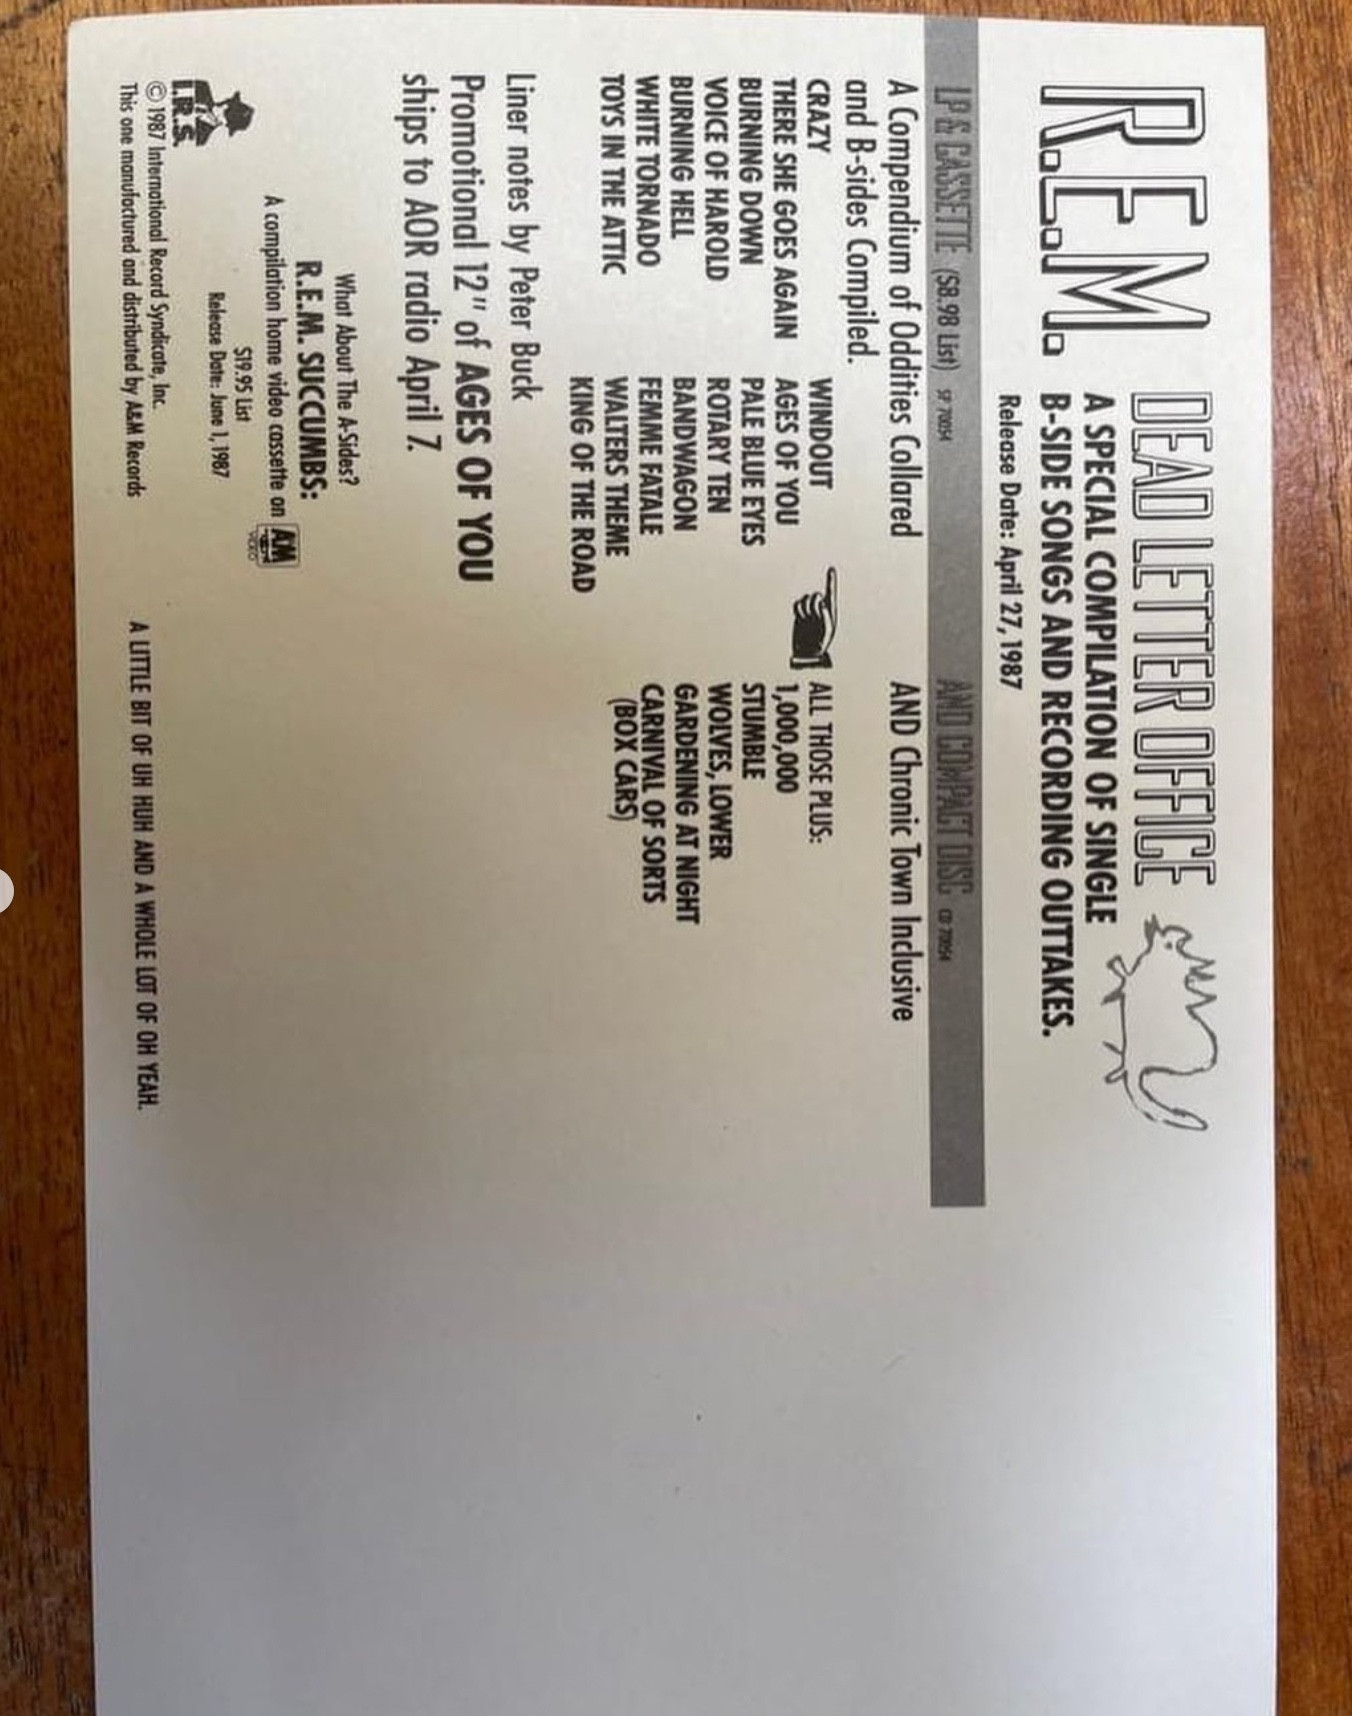 R.E.M. DEAD LETTER OFFICE
A SPECIAL COMPILATION OF SINGLE
B-SIDE SONGS AND RECORDING OUTTAKES.
Release Date: April 27, 1987
LP & CASSETTE ($8.98 List) SP 70054 AND COMPACT DISC CD 70054
A Compendium of Oddities Collared
and B-sides Compiled.
AND Chronic Town Inclusive
CRAZY
THERE SHE GOES AGAIN
BURNING DOWN
VOICE OF HAROLD
BURNING HELL
WHITE TORNADO
TOYS IN THE ATTIC
WINDOUT
AGES OF YOU
PALE BLUE EYES
ROTARY TEN
BANDWAGON
FEMME FATALE
WALTERS THEME
KING OF THE ROAD
ALL THOSE PLUS:
1,000,000
STUMBLE
WOLVES, LOWER
GARDENING AT NIGHT
CARNIVAL OF SORTS
(BOX CARS)
Liner notes by Peter Buck
Promotional 12" of AGES OF YOU
ships to AOR radio April 7.
What About The A-Sides?
R.E.M. SUCCUMBS:
A compilation home video cassette on AM VIDEO
$19.95 List
Release Date: June 1, 1987
I.R.S.
© 1987 International Record Syndicate, Inc.
This one manufactured and distributed by A&M Records
A LITTLE BIT OF UH HUH AND A WHOLE LOT OF OH YEAH.